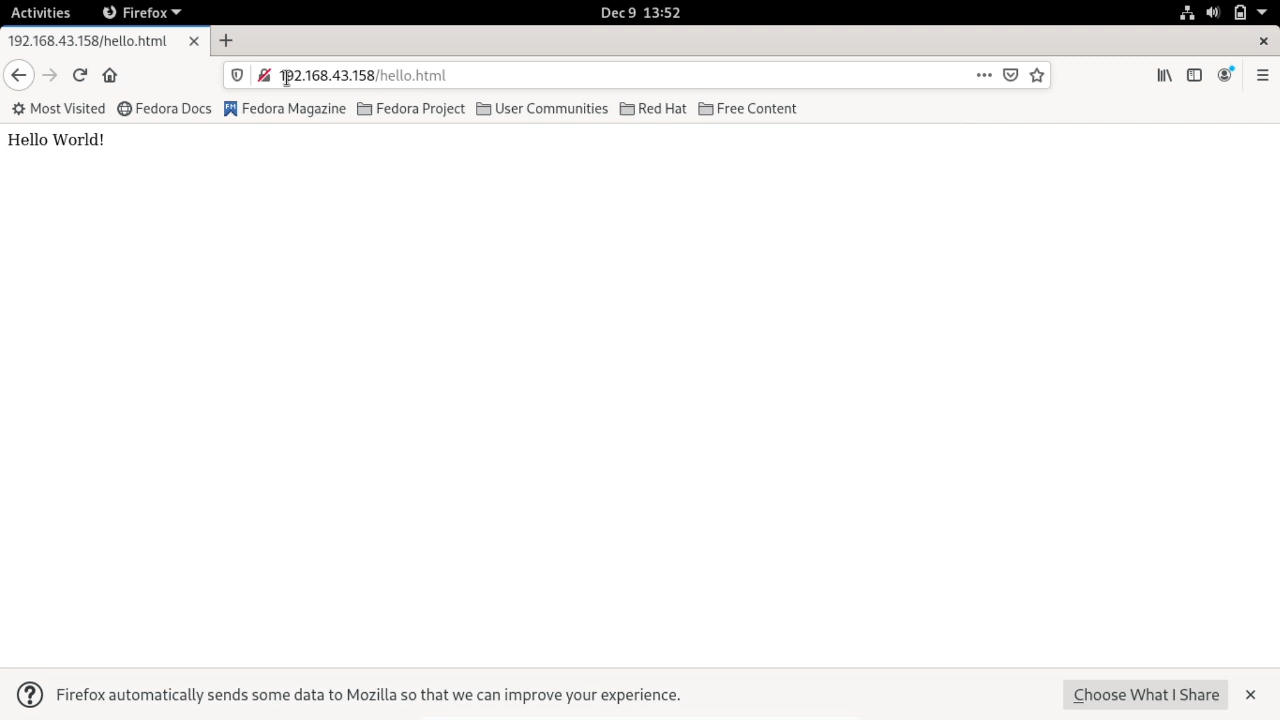 Activities Firefox Dec 9 13:52
192.168.43.158/hello.html
192.168.43.158/hello.html
Most Visited Fedora Docs Fedora Magazine Fedora Project User Communities Red Hat Free Content
Hello World!
Firefox automatically sends some data to Mozilla so that we can improve your experience. Choose What I Share